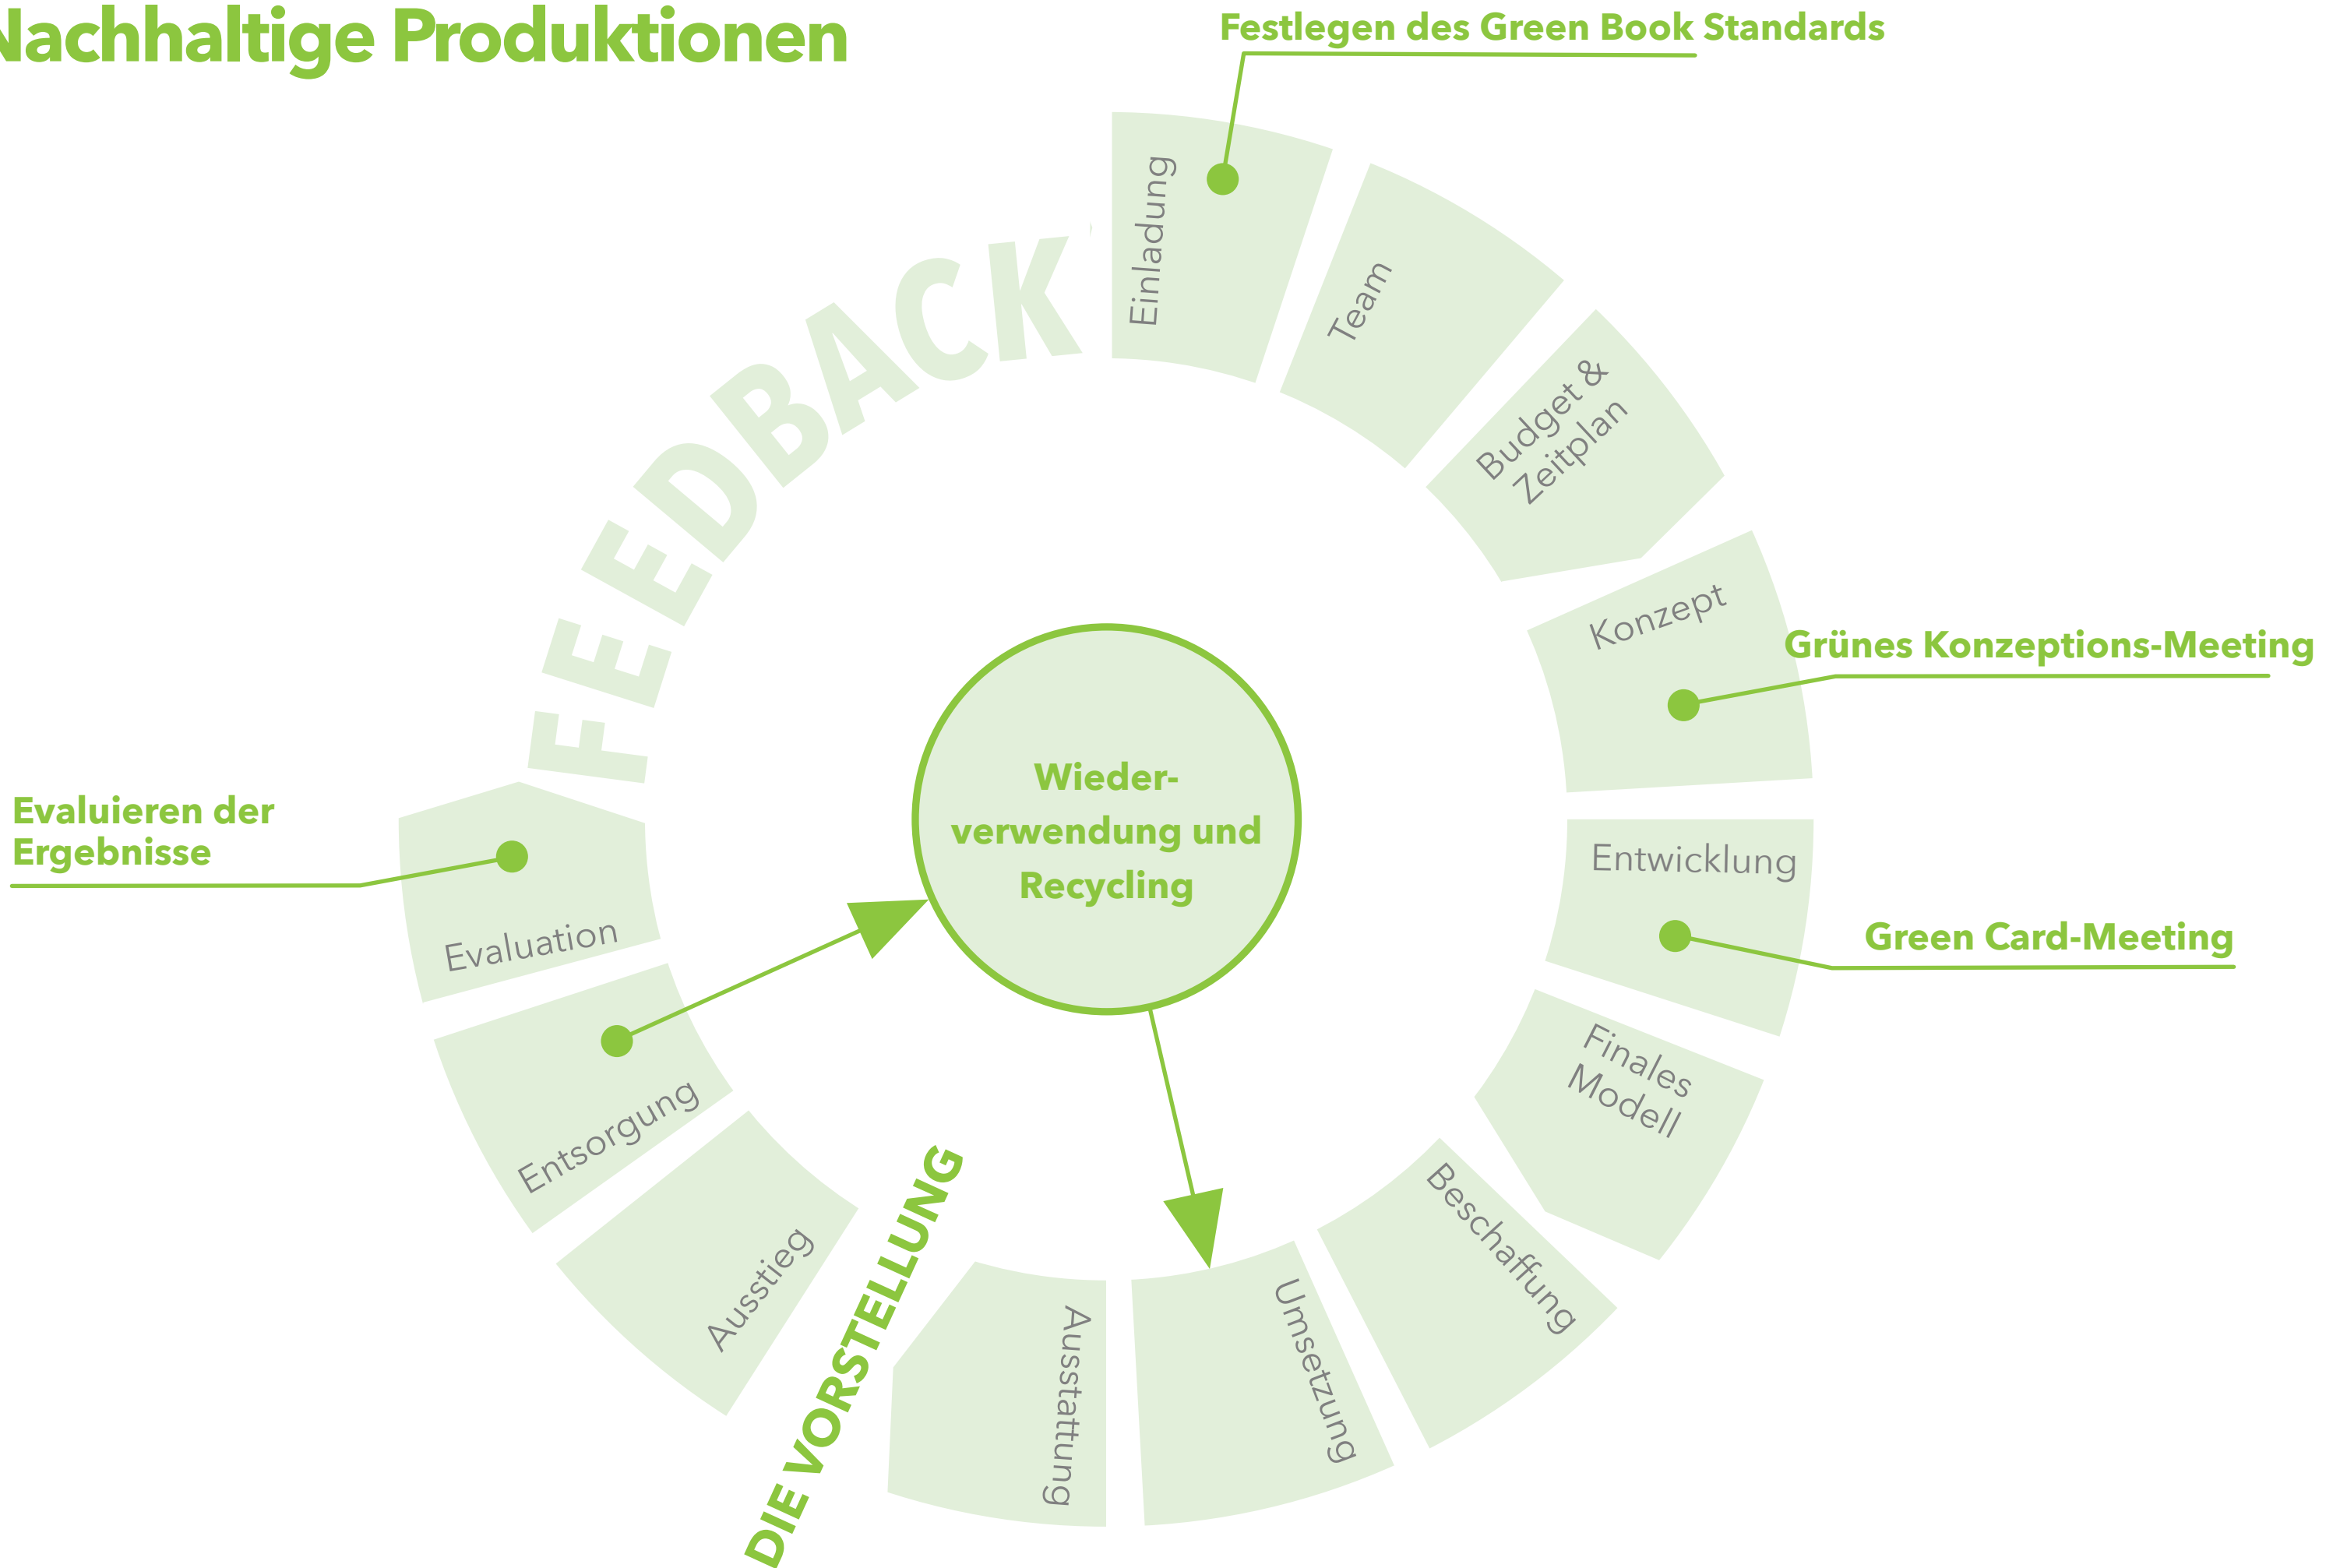 Nachhaltige Produktionen
Festlegen des Green Book Standards
Einladung
Team
Budget &
Zeitplan
Konzept
Grünes Konzeptions-Meeting
Entwicklung
Green Card-Meeting
Finales
Modell
Beschaffung
Umsetzung
Ausstattung
DIE VORSTELLUNG
Ausstieg
Entsorgung
Evaluation
Evaluieren der
Ergebnisse
FEEDBACK
Wieder-
verwendung und
Recycling